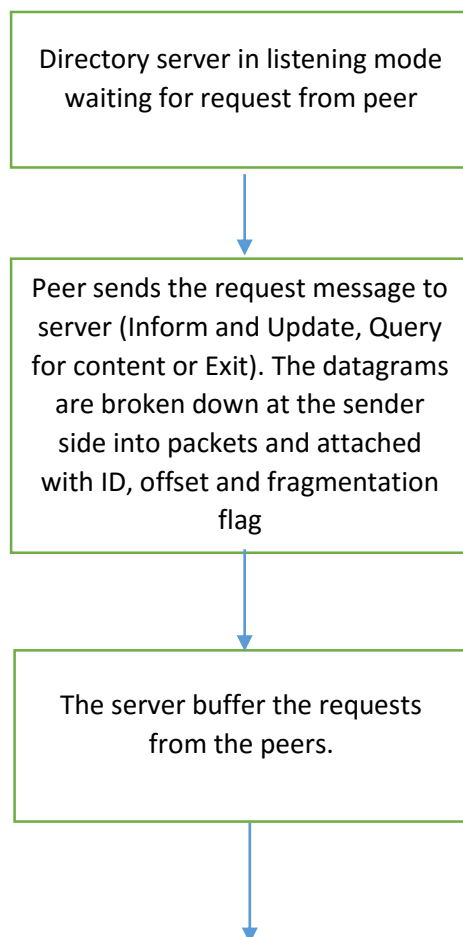 Directory server in listening mode
waiting for request from peer
Peer sends the request message to
server (Inform and Update, Query
for content or Exit). The datagrams
are broken down at the sender
side into packets and attached
with ID, offset and fragmentation
flag
The server buffer the requests
from the peers.